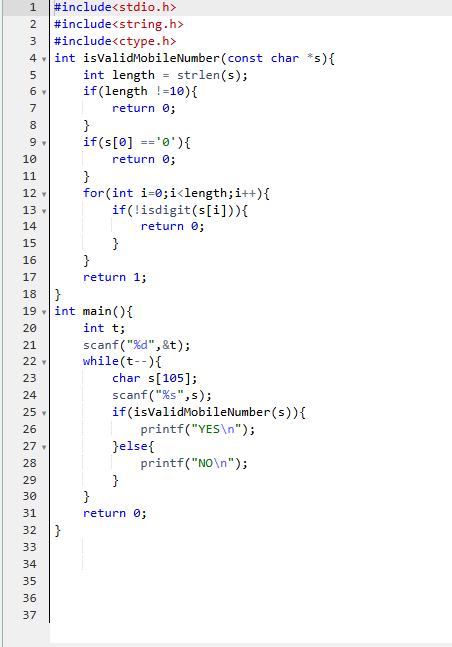 1 #include<stdio.h>
2 #include<string.h>
3 #include<ctype.h>
4 int isValidMobileNumber(const char *s){
5     int length = strlen(s);
6     if(length !=10){
7         return 0;
8     }
9     if(s[0] =='0'){
10         return 0;
11     }
12     for(int i=0;i<length;i++){
13         if(!isdigit(s[i])){
14             return 0;
15         }
16     }
17     return 1;
18 }
19 int main(){
20     int t;
21     scanf("%d",&t);
22     while(t--){
23         char s[105];
24         scanf("%s",s);
25         if(isValidMobileNumber(s)){
26             printf("YES\n");
27         }else{
28             printf("NO\n");
29         }
30     }
31     return 0;
32 }
33
34
35
36
37